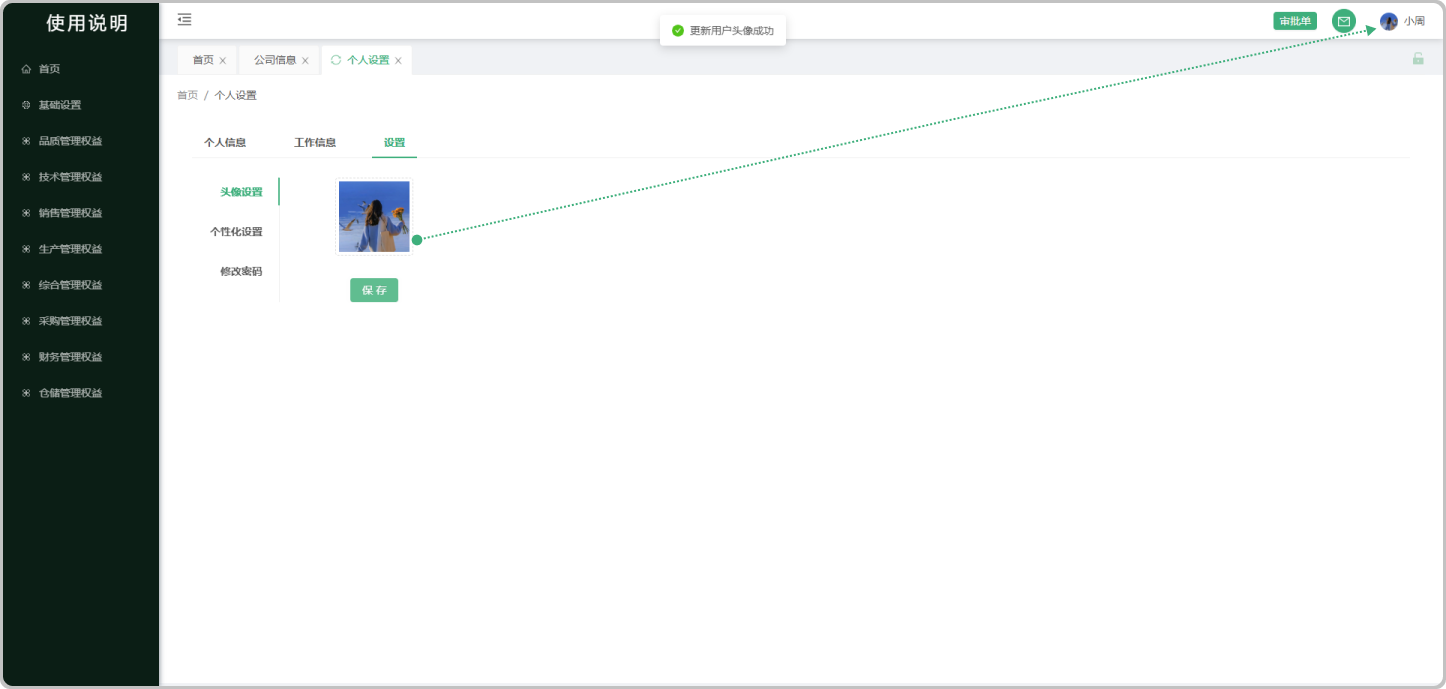 使用说明
首页
基础设置
品质管理权益
技术管理权益
销售管理权益
生产管理权益
综合管理权益
采购管理权益
财务管理权益
仓储管理权益
更新用户头像成功
审批单
小周
首页
公司信息
个人设置
首页 / 个人设置
个人信息
工作信息
设置
头像设置
个性化设置
修改密码
保 存